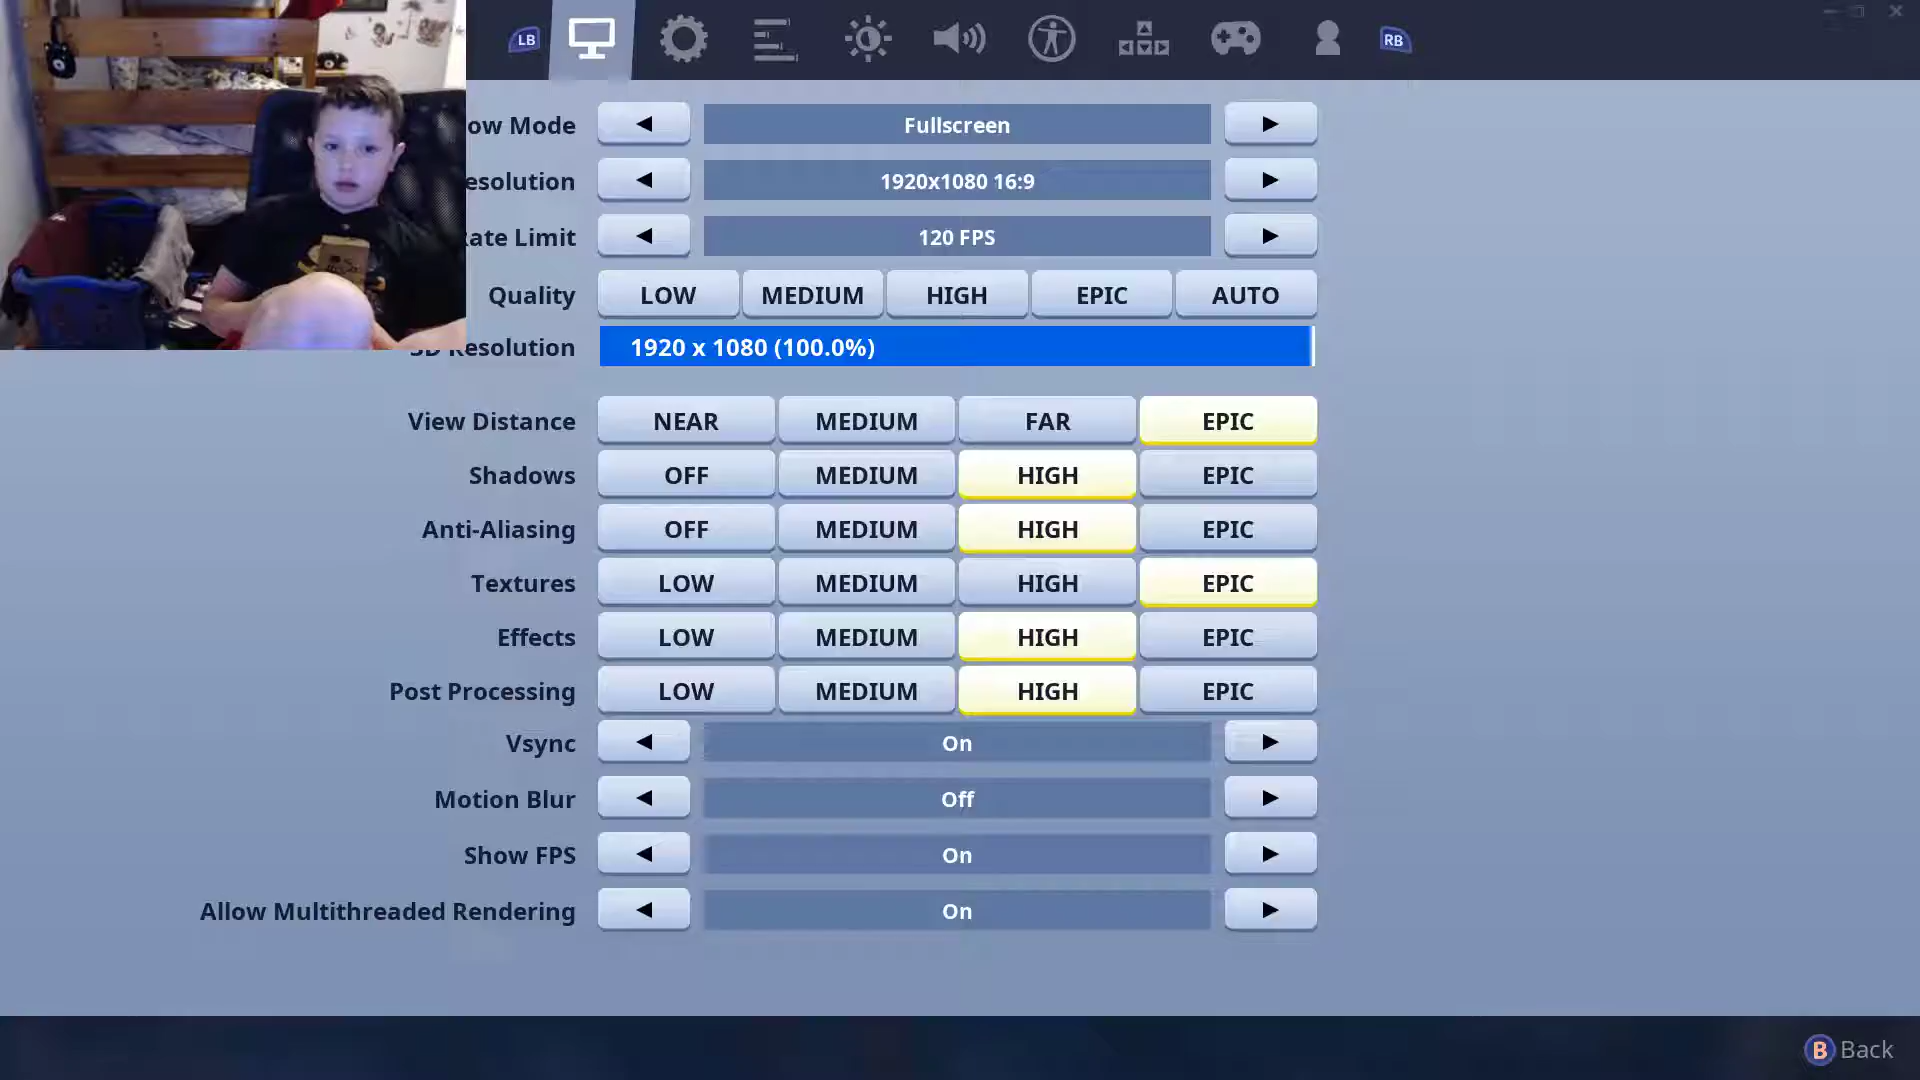 LB
RB
ow Mode
Fullscreen
esolution
1920x1080 16:9
ate Limit
120 FPS
Quality LOW MEDIUM HIGH EPIC AUTO
3D Resolution 1920 x 1080 (100.0%)
View Distance NEAR MEDIUM FAR EPIC
Shadows OFF MEDIUM HIGH EPIC
Anti-Aliasing OFF MEDIUM HIGH EPIC
Textures LOW MEDIUM HIGH EPIC
Effects LOW MEDIUM HIGH EPIC
Post Processing LOW MEDIUM HIGH EPIC
Vsync On
Motion Blur Off
Show FPS On
Allow Multithreaded Rendering On
B Back